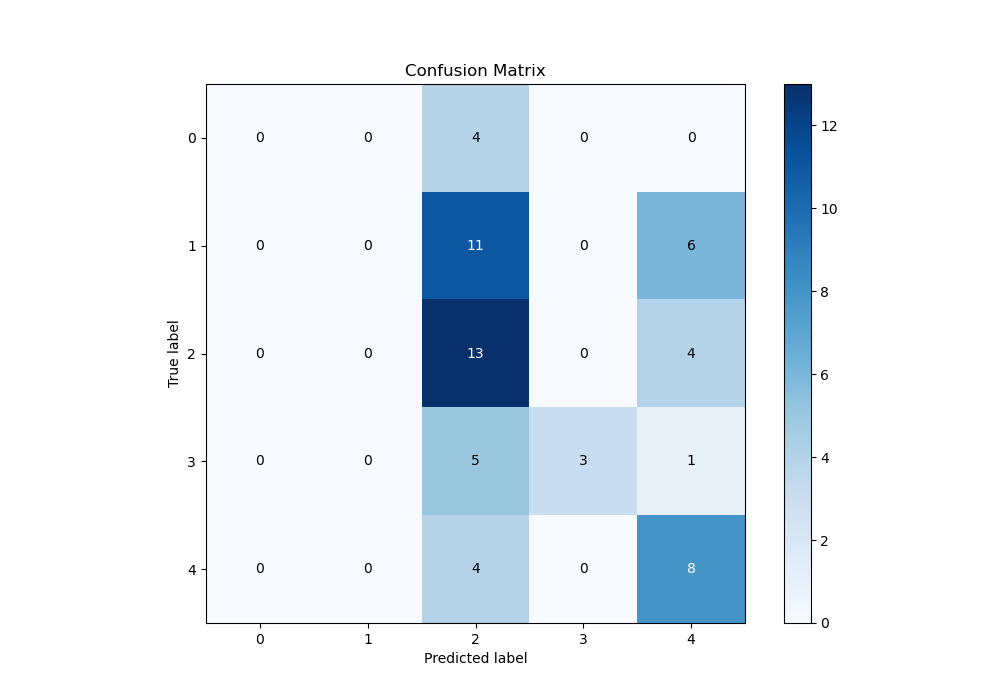 Confusion Matrix
0 0 0 4 0 0
1 0 0 11 0 6
2 0 0 13 0 4
3 0 0 5 3 1
4 0 0 4 0 8
0 1 2 3 4
True label
Predicted label
12
10
8
6
4
2
0